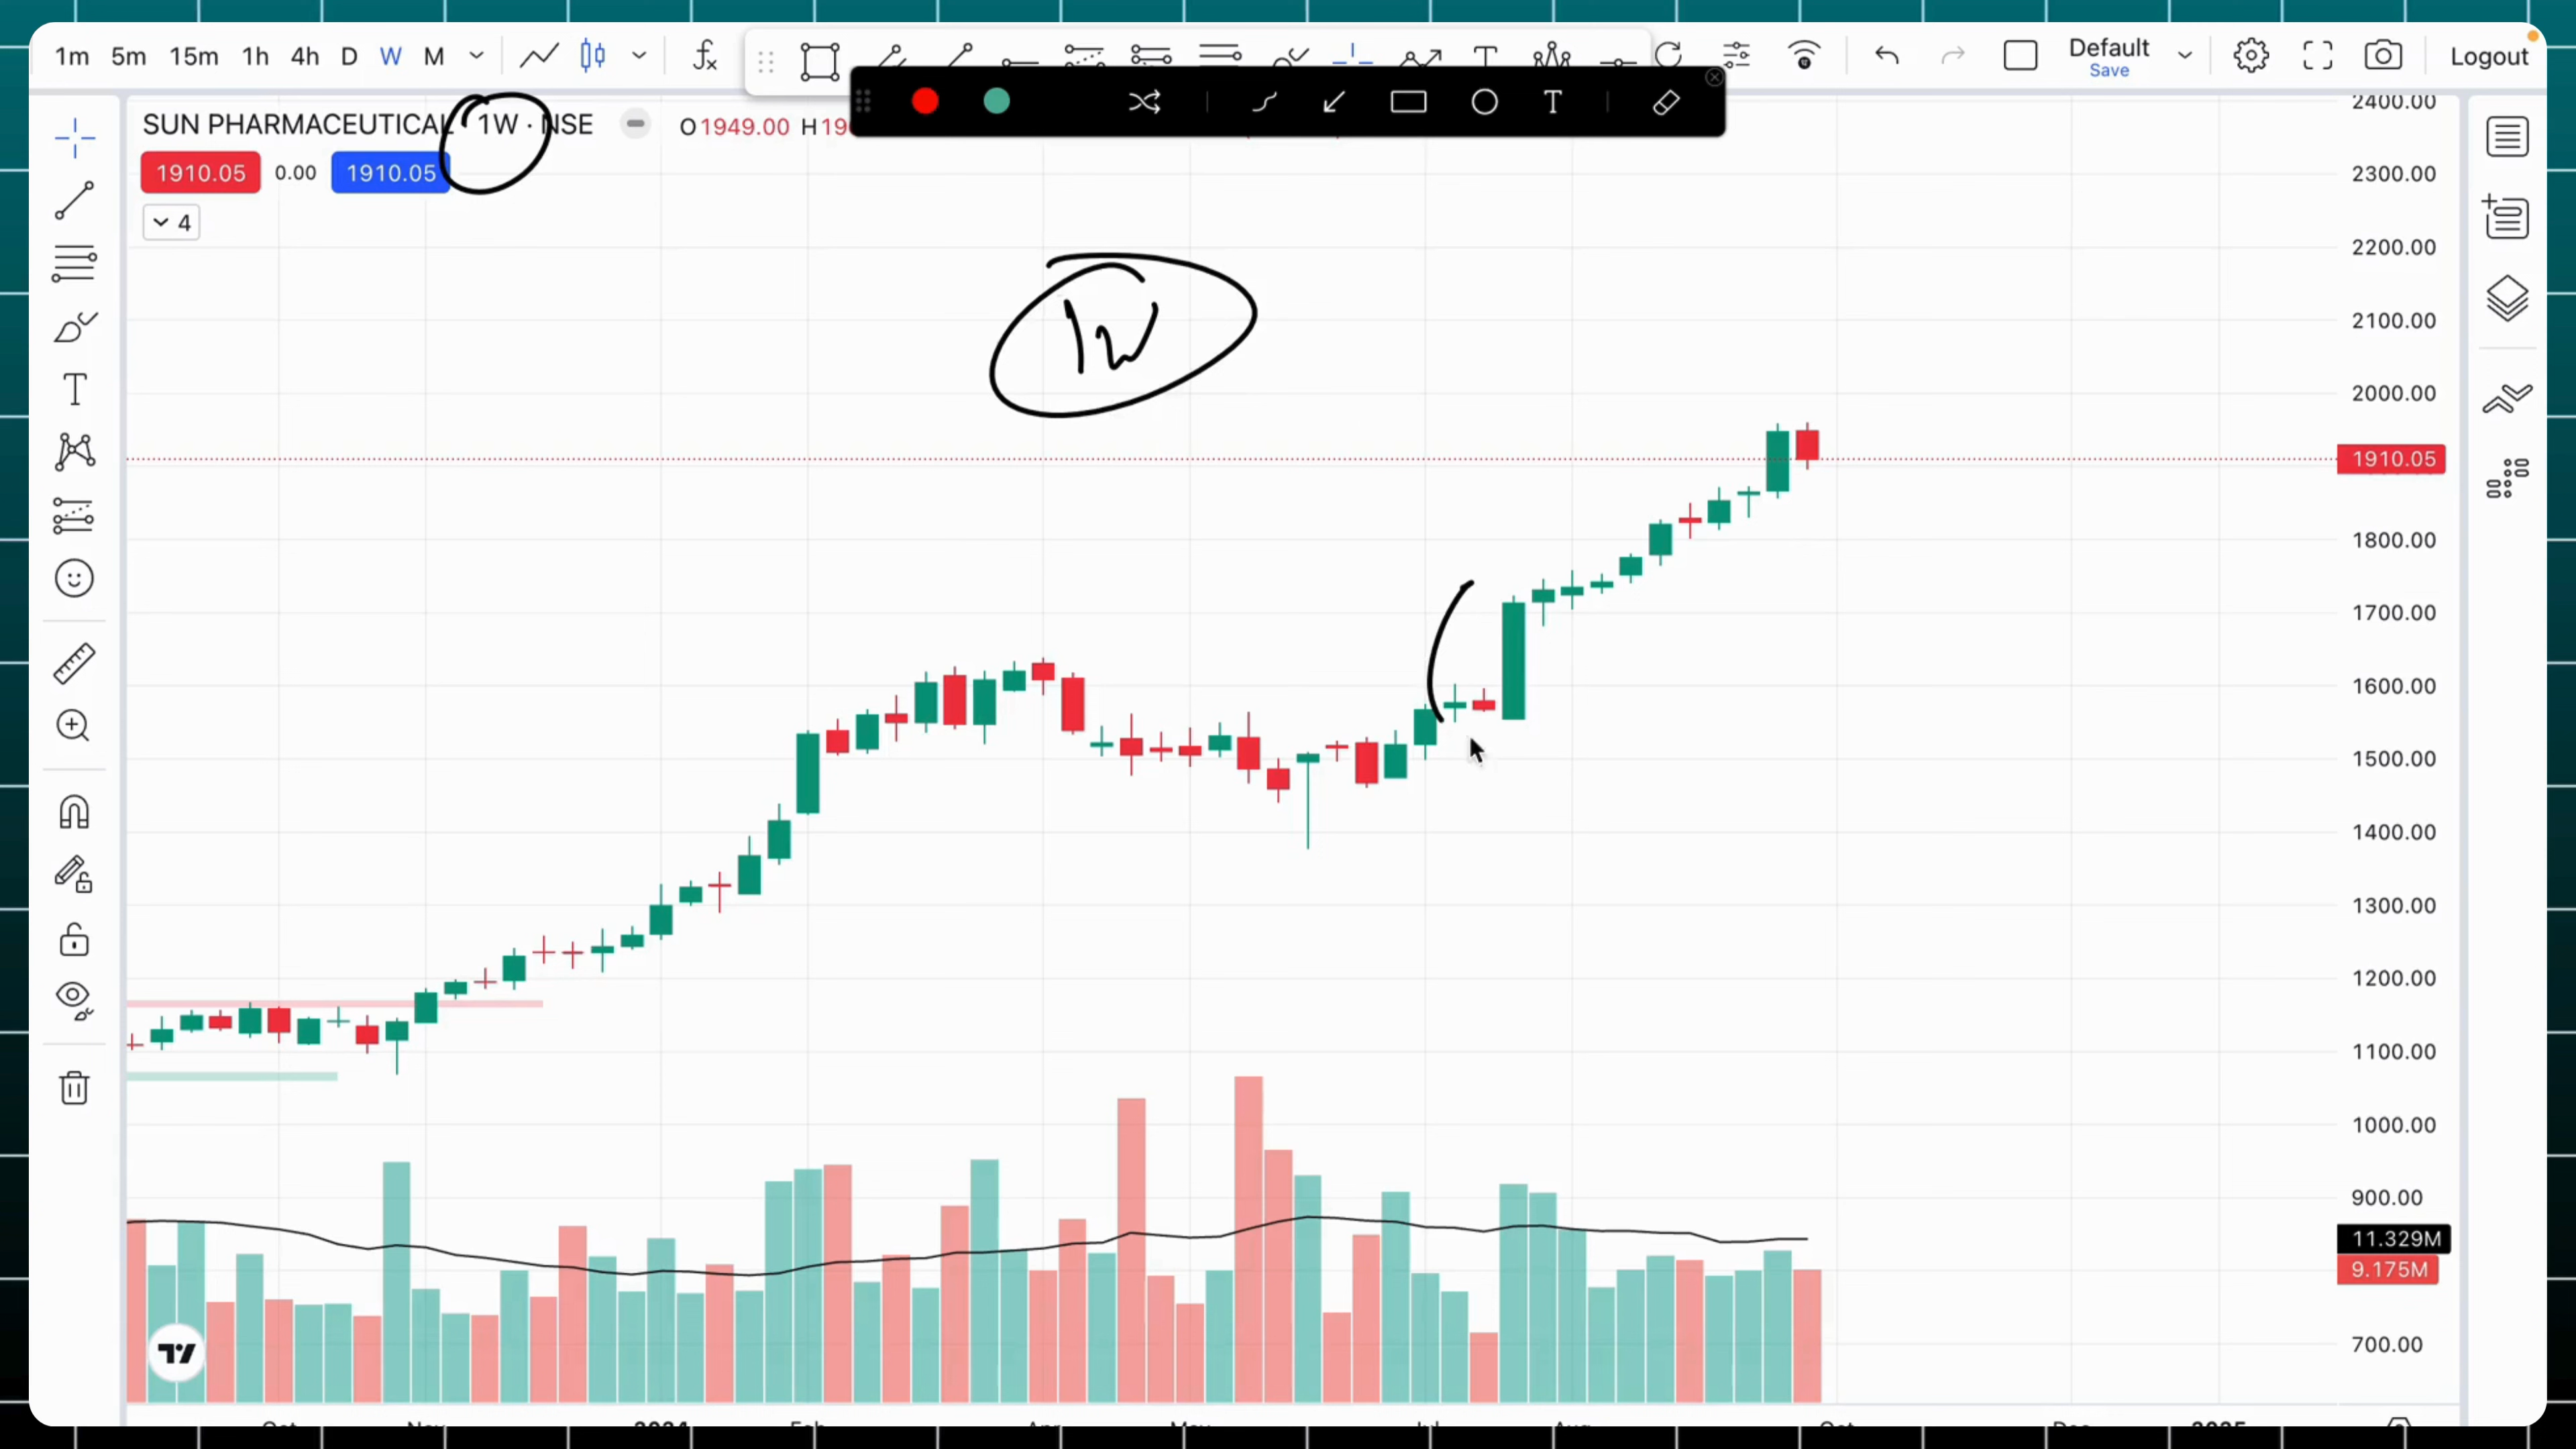 1m 5m 15m 1h 4h D W M
Default
Save
Logout
SUN PHARMACEUTICAL 1W · NSE
O1949.00 H19
1910.05 0.00 1910.05
4
1W
2400.00
2300.00
2200.00
2100.00
2000.00
1910.05
1800.00
1700.00
1600.00
1500.00
1400.00
1300.00
1200.00
1100.00
1000.00
900.00
11.329M
9.175M
700.00